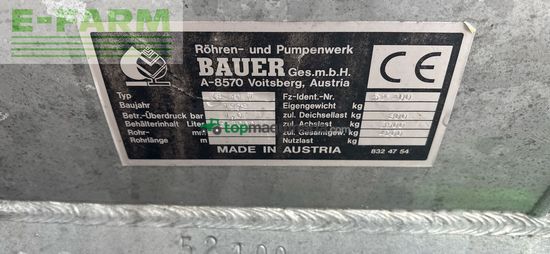 E-FARM
Röhren- und Pumpenwerk
BAUER Ges.m.b.H.
A-8570 Voitsberg, Austria
CE
Typ
Fz-Ident.-Nr.
Baujahr
Eigengewicht kg
Betr.-Überdruck bar
zul. Deichsellast kg
Behälterinhalt Liter
zul. Achslast kg
Rohr-
zul. Gesamtgew. kg
Rohrlänge m
Nutzlast kg
MADE IN AUSTRIA
832 47 54
52100